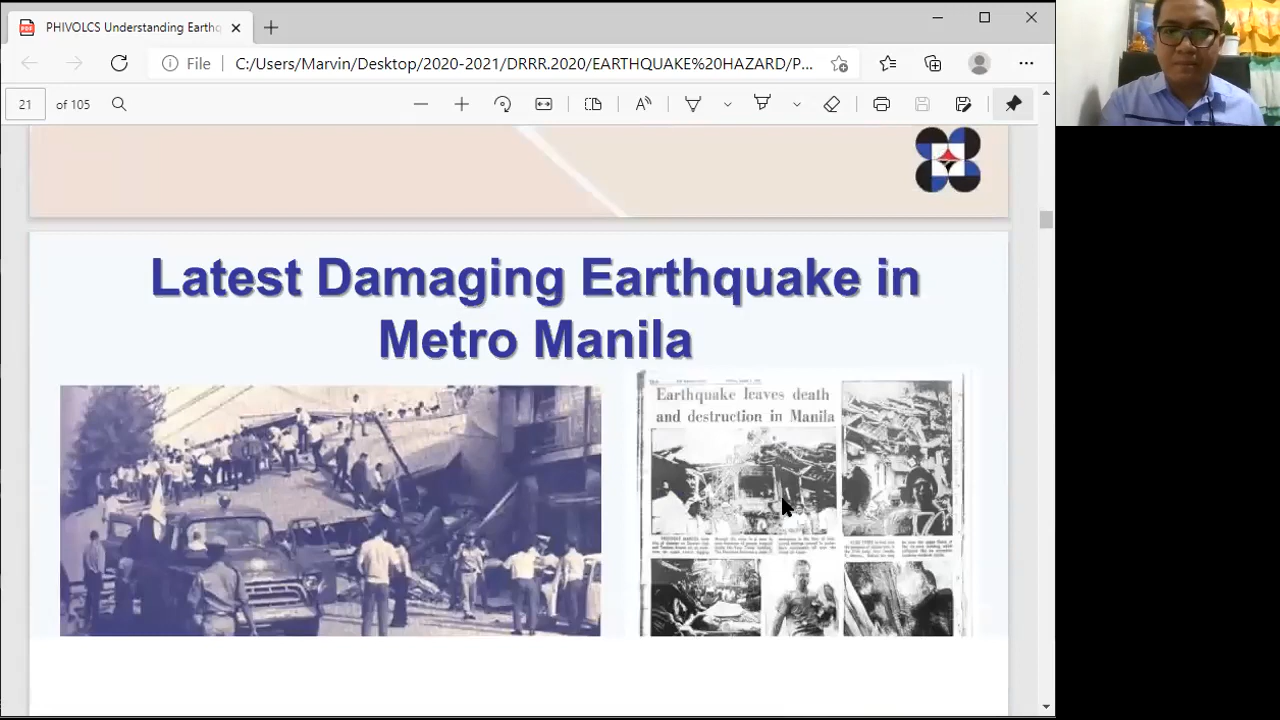 PHIVOLCS Understanding Earthq
File
C:/Users/Marvin/Desktop/2020-2021/DRRR.2020/EARTHQUAKE%20HAZARD/P...
21
of 105
Latest Damaging Earthquake in
Metro Manila
Earthquake leaves death
and destruction in Manila